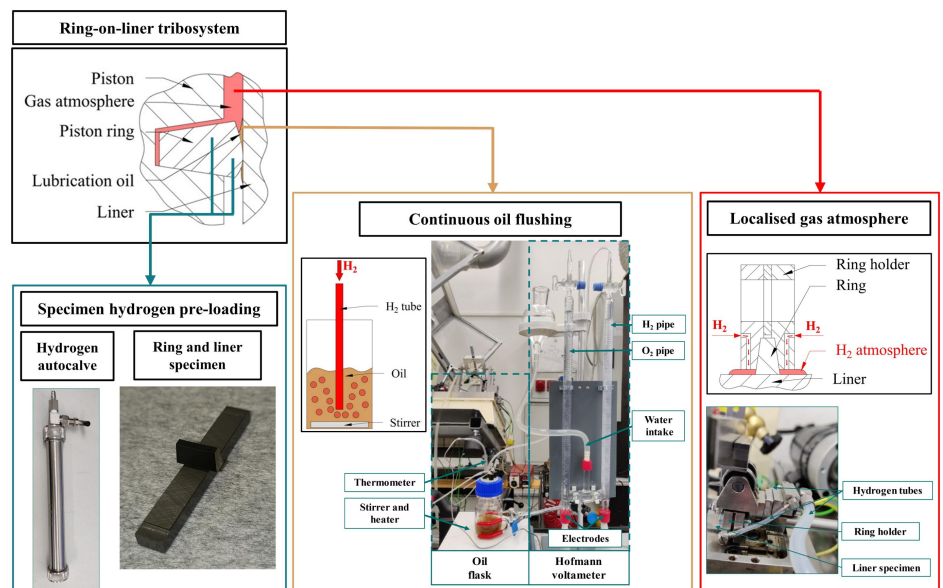 Ring-on-liner tribosystem
Piston
Gas atmosphere
Piston ring
Lubrication oil
Liner
Specimen hydrogen pre-loading
Hydrogen
autocalve
Ring and liner
specimen
Continuous oil flushing
H₂
H₂ tube
Oil
Stirrer
H₂ pipe
O₂ pipe
Water
intake
Thermometer
Stirrer and
heater
Electrodes
Oil
flask
Hofmann
voltameter
Localised gas atmosphere
Ring holder
Ring
H₂
H₂
H₂ atmosphere
Liner
Hydrogen tubes
Ring holder
Liner specimen